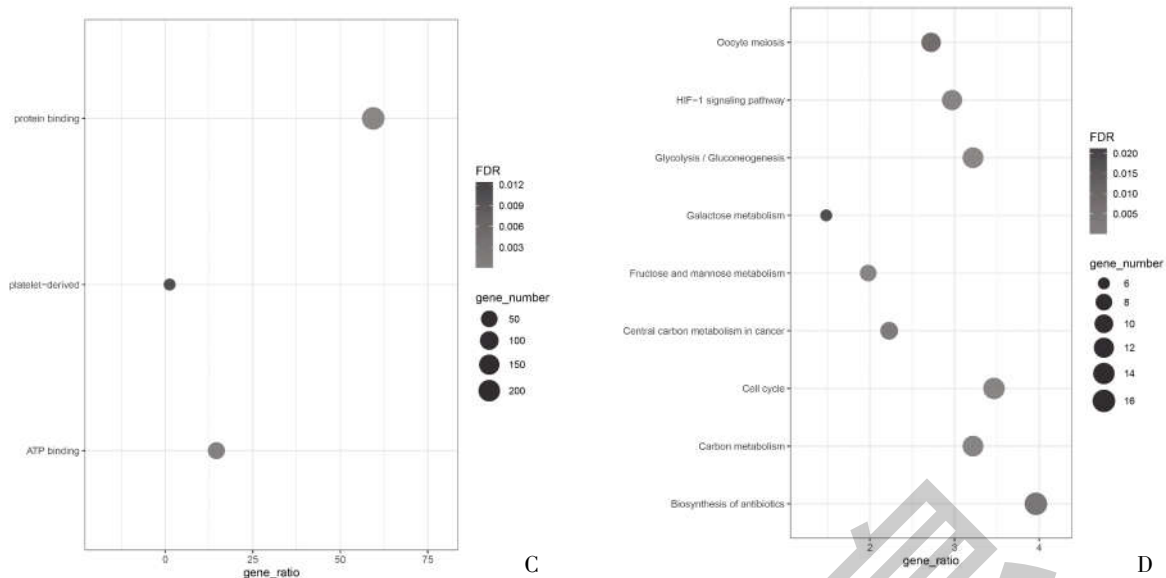 protein binding
platelet-derived
ATP binding
0
25
50
75
gene_ratio
FDR
0.012
0.009
0.006
0.003
gene_number
50
100
150
200
C
Oocyte meiosis
HIF-1 signaling pathway
Glycolysis / Gluconeogenesis
Galactose metabolism
Fructose and mannose metabolism
Central carbon metabolism in cancer
Cell cycle
Carbon metabolism
Biosynthesis of antibiotics
2
3
4
gene_ratio
FDR
0.020
0.015
0.010
0.005
gene_number
6
8
10
12
14
16
D